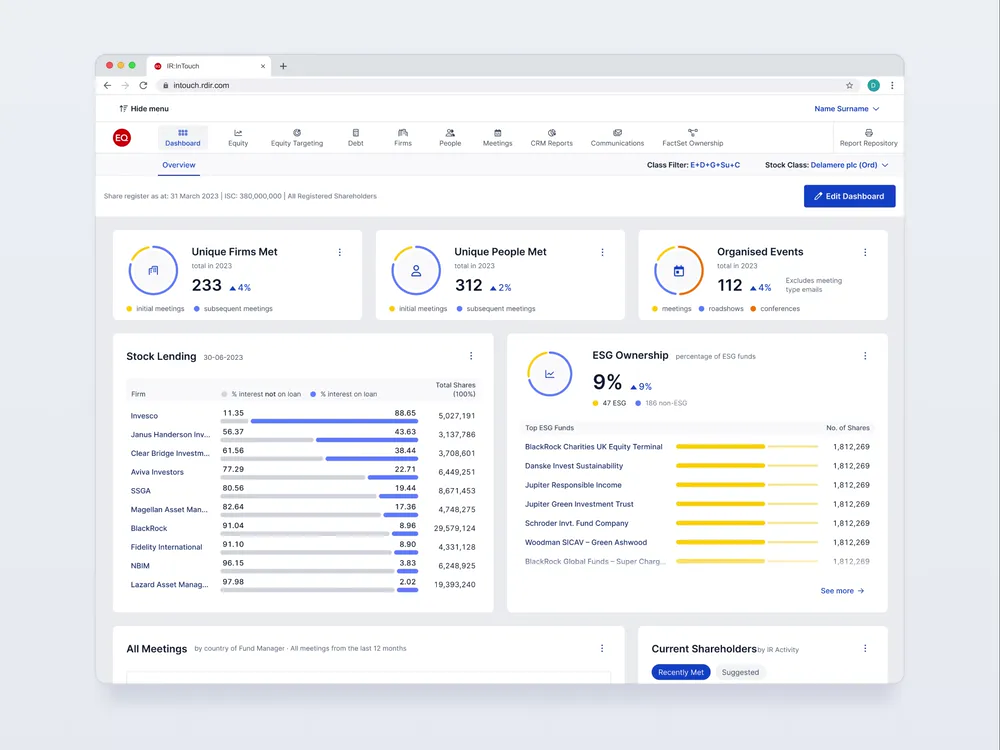 IR:InTouch
intouch.rdir.com
D
Hide menu
Name Surname
EQ
Dashboard
Equity
Equity Targeting
Debt
Firms
People
Meetings
CRM Reports
Communications
FactSet Ownership
Report Repository
Overview
Class Filter: E+D+G+Su+C
Stock Class: Delamere plc (Ord)
Share register as at: 31 March 2023 | ISC: 380,000,000 | All Registered Shareholders
Edit Dashboard
Unique Firms Met
total in 2023
233 4%
initial meetings subsequent meetings
Unique People Met
total in 2023
312 2%
initial meetings subsequent meetings
Organised Events
total in 2023
112 4%
Excludes meeting
type emails
meetings roadshows conferences
Stock Lending 30-06-2023
Firm % interest not on loan % interest on loan Total Shares
(100%)
Invesco 11.35 88.65 5,027,191
Janus Handerson Inv... 56.37 43.63 3,137,786
Clear Bridge Investm... 61.56 38.44 3,708,601
Aviva Investors 77.29 22.71 6,449,251
SSGA 80.56 19.44 8,671,453
Magellan Asset Man... 82.64 17.36 4,748,275
BlackRock 91.04 8.96 29,579,124
Fidelity International 91.10 8.90 4,331,128
NBIM 96.15 3.83 6,248,925
Lazard Asset Manag... 97.98 2.02 19,393,240
ESG Ownership percentage of ESG funds
9% 9%
47 ESG 186 non-ESG
Top ESG Funds No. of Shares
BlackRock Charities UK Equity Terminal 1,812,269
Danske Invest Sustainability 1,812,269
Jupiter Responsible Income 1,812,269
Jupiter Green Investment Trust 1,812,269
Schroder Invt. Fund Company 1,812,269
Woodman SICAV – Green Ashwood 1,812,269
BlackRock Global Funds – Super Charg... 1,812,269
See more
All Meetings by country of Fund Manager · All meetings from the last 12 months
Current Shareholders by IR Activity
Recently Met Suggested